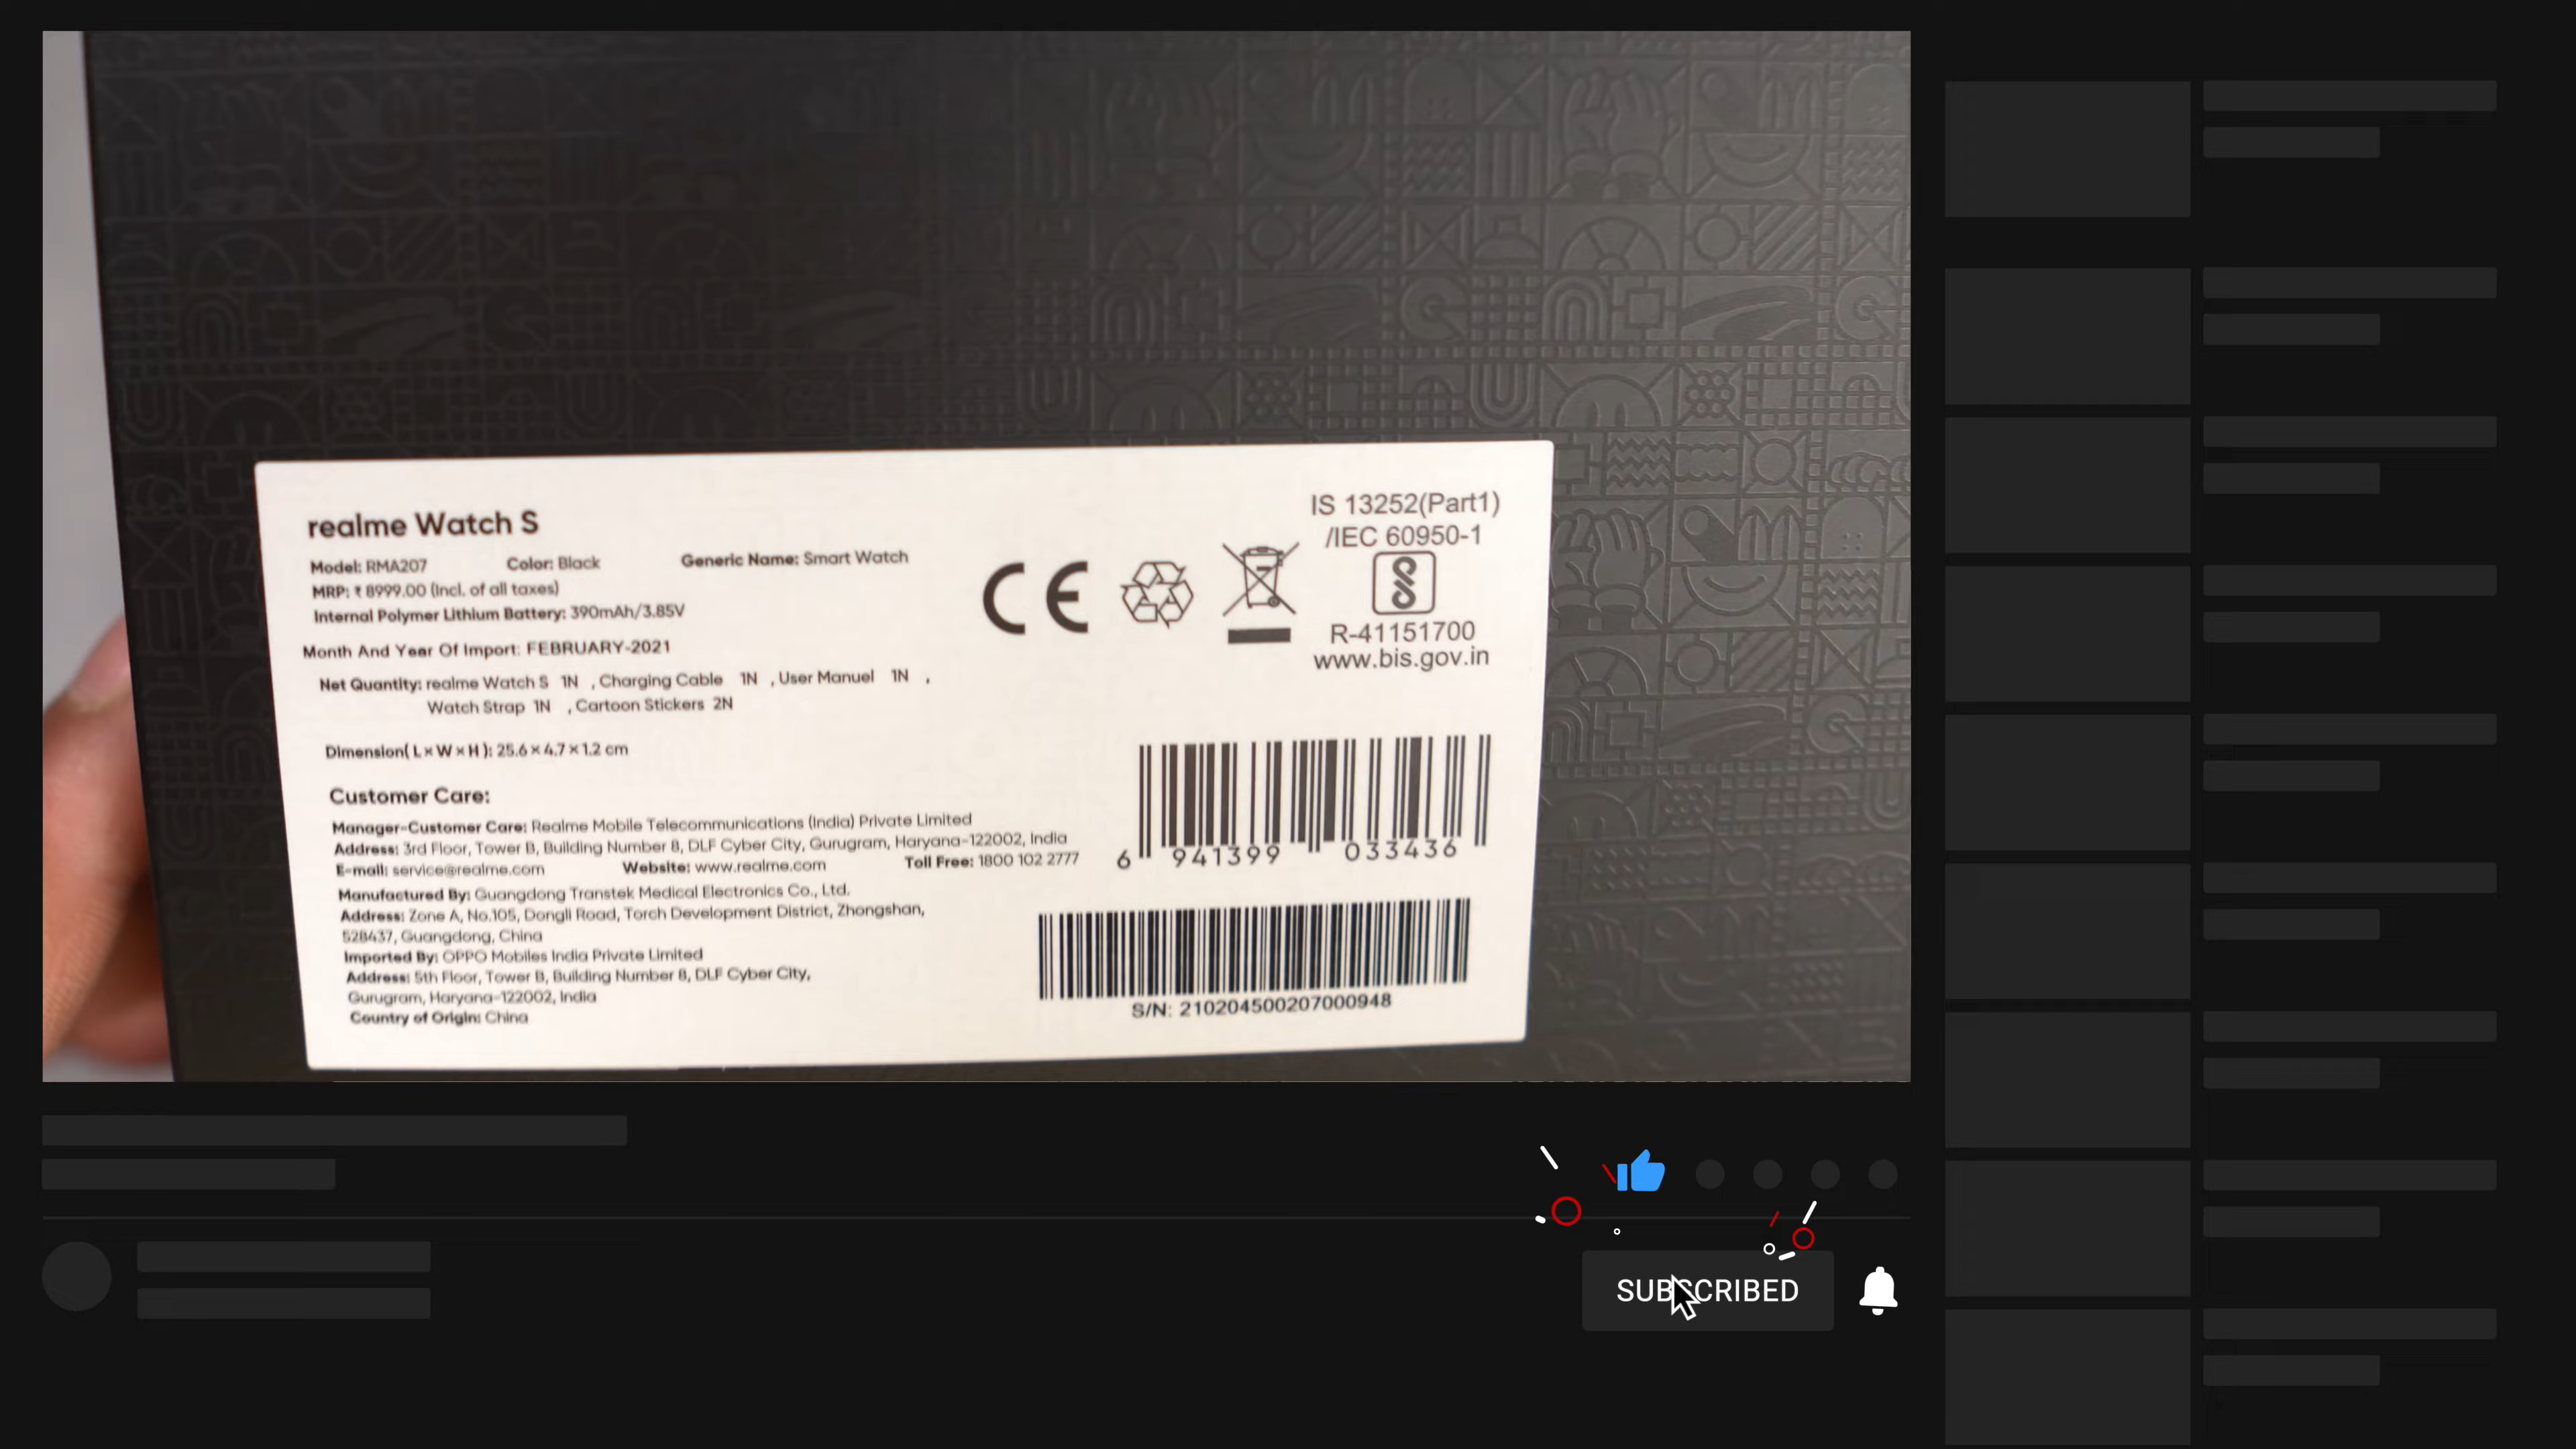 realme Watch S
Model: RMA207 Color: Black Generic Name: Smart Watch
MRP: ₹ 8999.00 (Incl. of all taxes)
Internal Polymer Lithium Battery: 390mAh/3.85V
Month And Year Of Import: FEBRUARY-2021
Net Quantity: realme Watch S 1N , Charging Cable 1N , User Manuel 1N ,
Watch Strap 1N , Cartoon Stickers 2N
Dimension( L × W × H ): 25.6 × 4.7 × 1.2 cm
Customer Care:
Manager-Customer Care: Realme Mobile Telecommunications (India) Private Limited
Address: 3rd Floor, Tower B, Building Number 8, DLF Cyber City, Gurugram, Haryana-122002, India
E-mail: service@realme.com Website: www.realme.com Toll Free: 1800 102 2777
Manufactured By: Guangdong Transtek Medical Electronics Co., Ltd.
Address: Zone A, No.105, Dongli Road, Torch Development District, Zhongshan,
528437, Guangdong, China
Imported By: OPPO Mobiles India Private Limited
Address: 5th Floor, Tower B, Building Number 8, DLF Cyber City,
Gurugram, Haryana-122002, India
Country of Origin: China
CE
IS 13252(Part1)
/IEC 60950-1
R-41151700
www.bis.gov.in
6 941399 033436
S/N: 210204500207000948
SUBSCRIBED